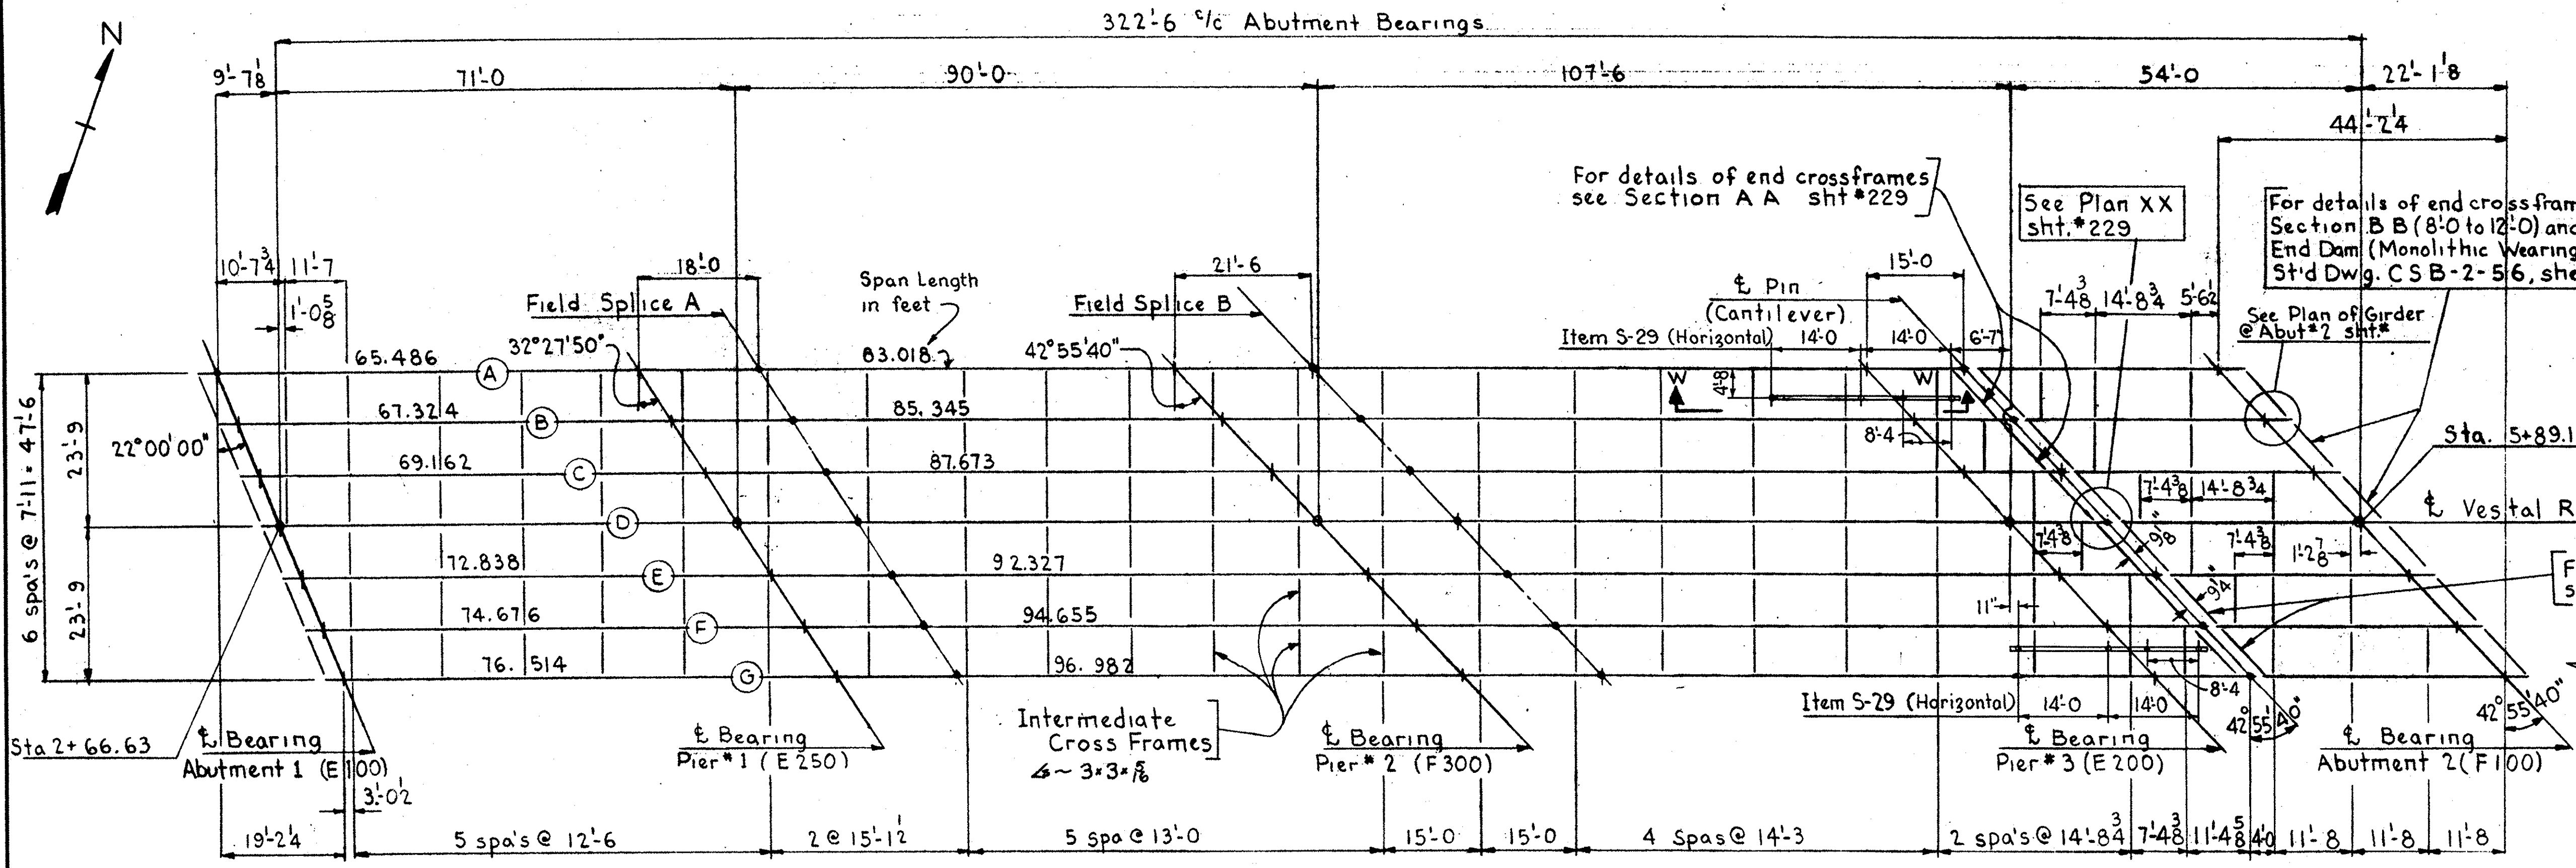 322'-6 c/c Abutment Bearings
N
9'-7 1/8
71'-0
90'-0
107'-6
54'-0
22'-1 1/8
44'-2 1/4
For details of end crossframes
see Section A A sht #229
See Plan XX
sht. #229
For details of end crossfram
Section B B (8'-0 to 12'-0) and
End Dam (Monolithic Wearing
St'd Dwg. CSB-2-56, she
10'-7 3/4
11'-7
1'-0 5/8
18'-0
Span Length
in feet
21'-6
15'-0
℄ Pin
(Cantilever)
7'-4 3/8
14'-8 3/4
5'-6 1/2
See Plan of Girder
@ Abut #2 sht.#
Field Splice A
Field Splice B
Item S-29 (Horizontal)
14'-0
14'-0
6'-7
32°27'50"
42°55'40"
65.486
A
83.018
4'-8
W
W
67.324
B
85.345
22°00'00"
8'-4
Sta. 5+89.1
69.162
C
87.673
7'-4 3/8
14'-8 3/4
6 spa's @ 7'-11 = 47'-6
23'-9
23'-9
D
℄ Vestal R
7'-4 3/8
9 1/8"
7'-4 3/8
1'-2 7/8
72.838
E
92.327
9 1/4"
F
s
11"
74.676
F
94.655
76.514
G
96.982
8'-4
Item S-29 (Horizontal)
14'-0
14'-0
42°55'40"
42°55'40"
Sta 2+66.63
℄ Bearing
Abutment 1 (E100)
℄ Bearing
Pier #1 (E250)
Intermediate
Cross Frames
∠s ~ 3×3×5/16
℄ Bearing
Pier #2 (F300)
℄ Bearing
Pier #3 (E200)
℄ Bearing
Abutment 2 (F100)
3'-0 1/2
19'-2 1/4
5 spa's @ 12'-6
2 @ 15'-1 1/2
5 spa @ 13'-0
15'-0
15'-0
4 Spas @ 14'-3
2 spa's @ 14'-8 3/4
7'-4 3/8
11'-4 5/8
4'-0
11'-8
11'-8
11'-8